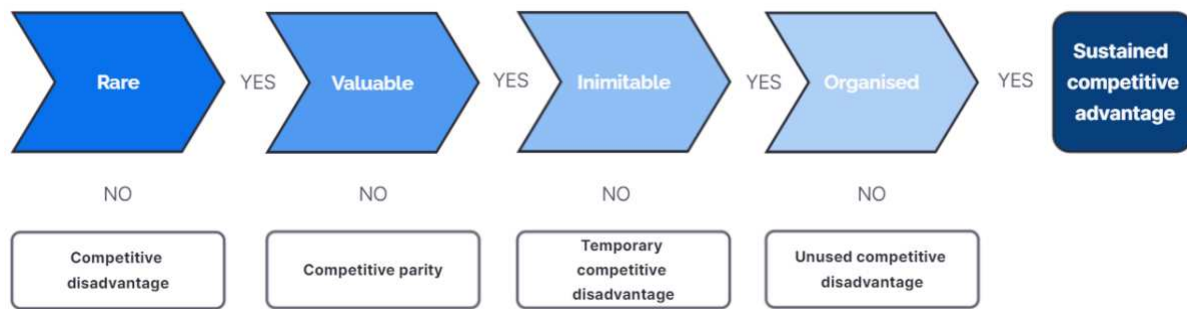 Rare
YES
Valuable
YES
Inimitable
YES
Organised
YES
Sustained
competitive
advantage
NO
NO
NO
NO
Competitive
disadvantage
Competitive parity
Temporary
competitive
disadvantage
Unused competitive
disadvantage